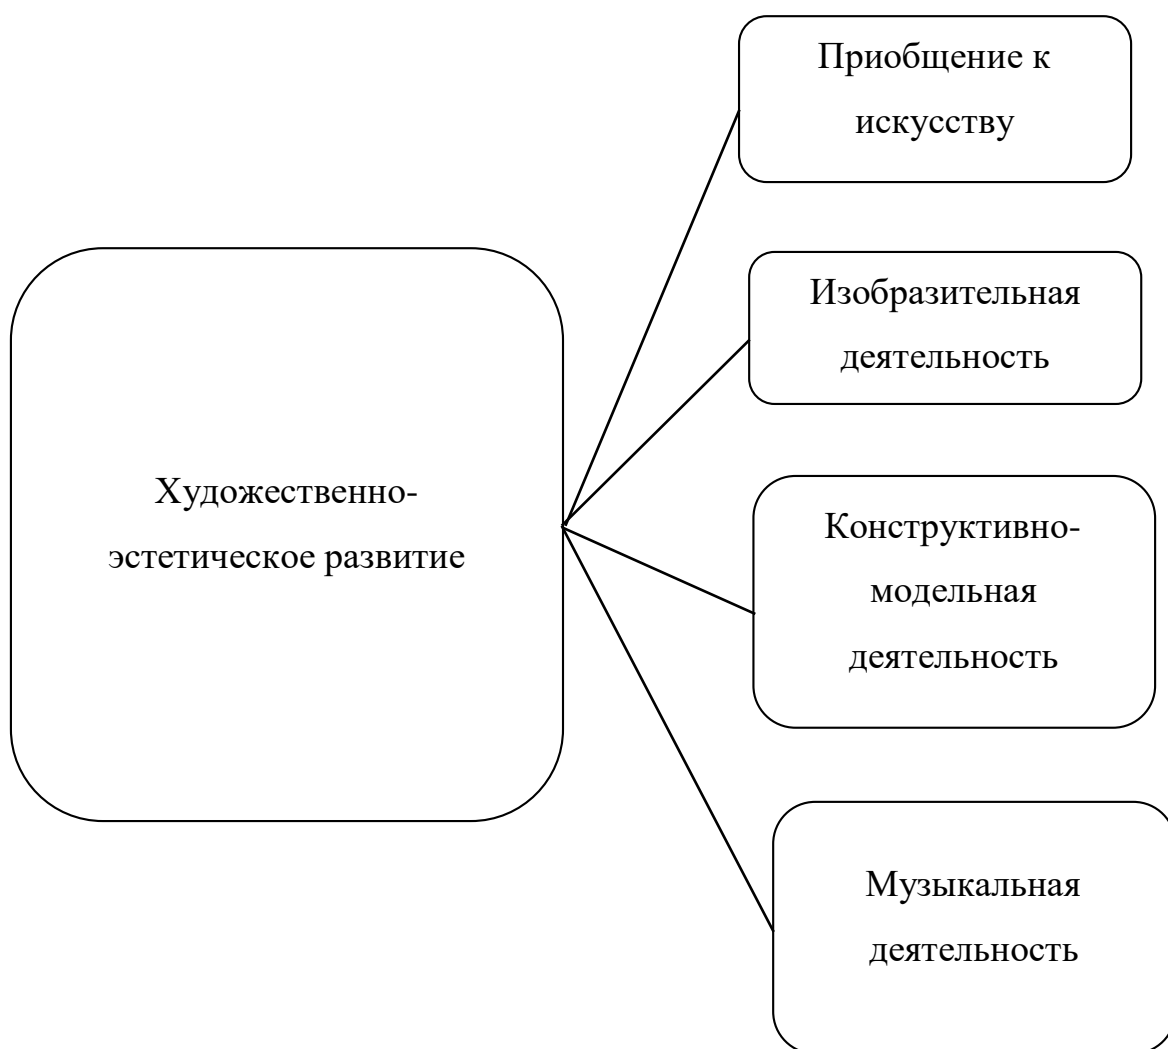 Приобщение к
искусству
Изобразительная
деятельность
Художественно-
эстетическое развитие
Конструктивно-
модельная
деятельность
Музыкальная
деятельность